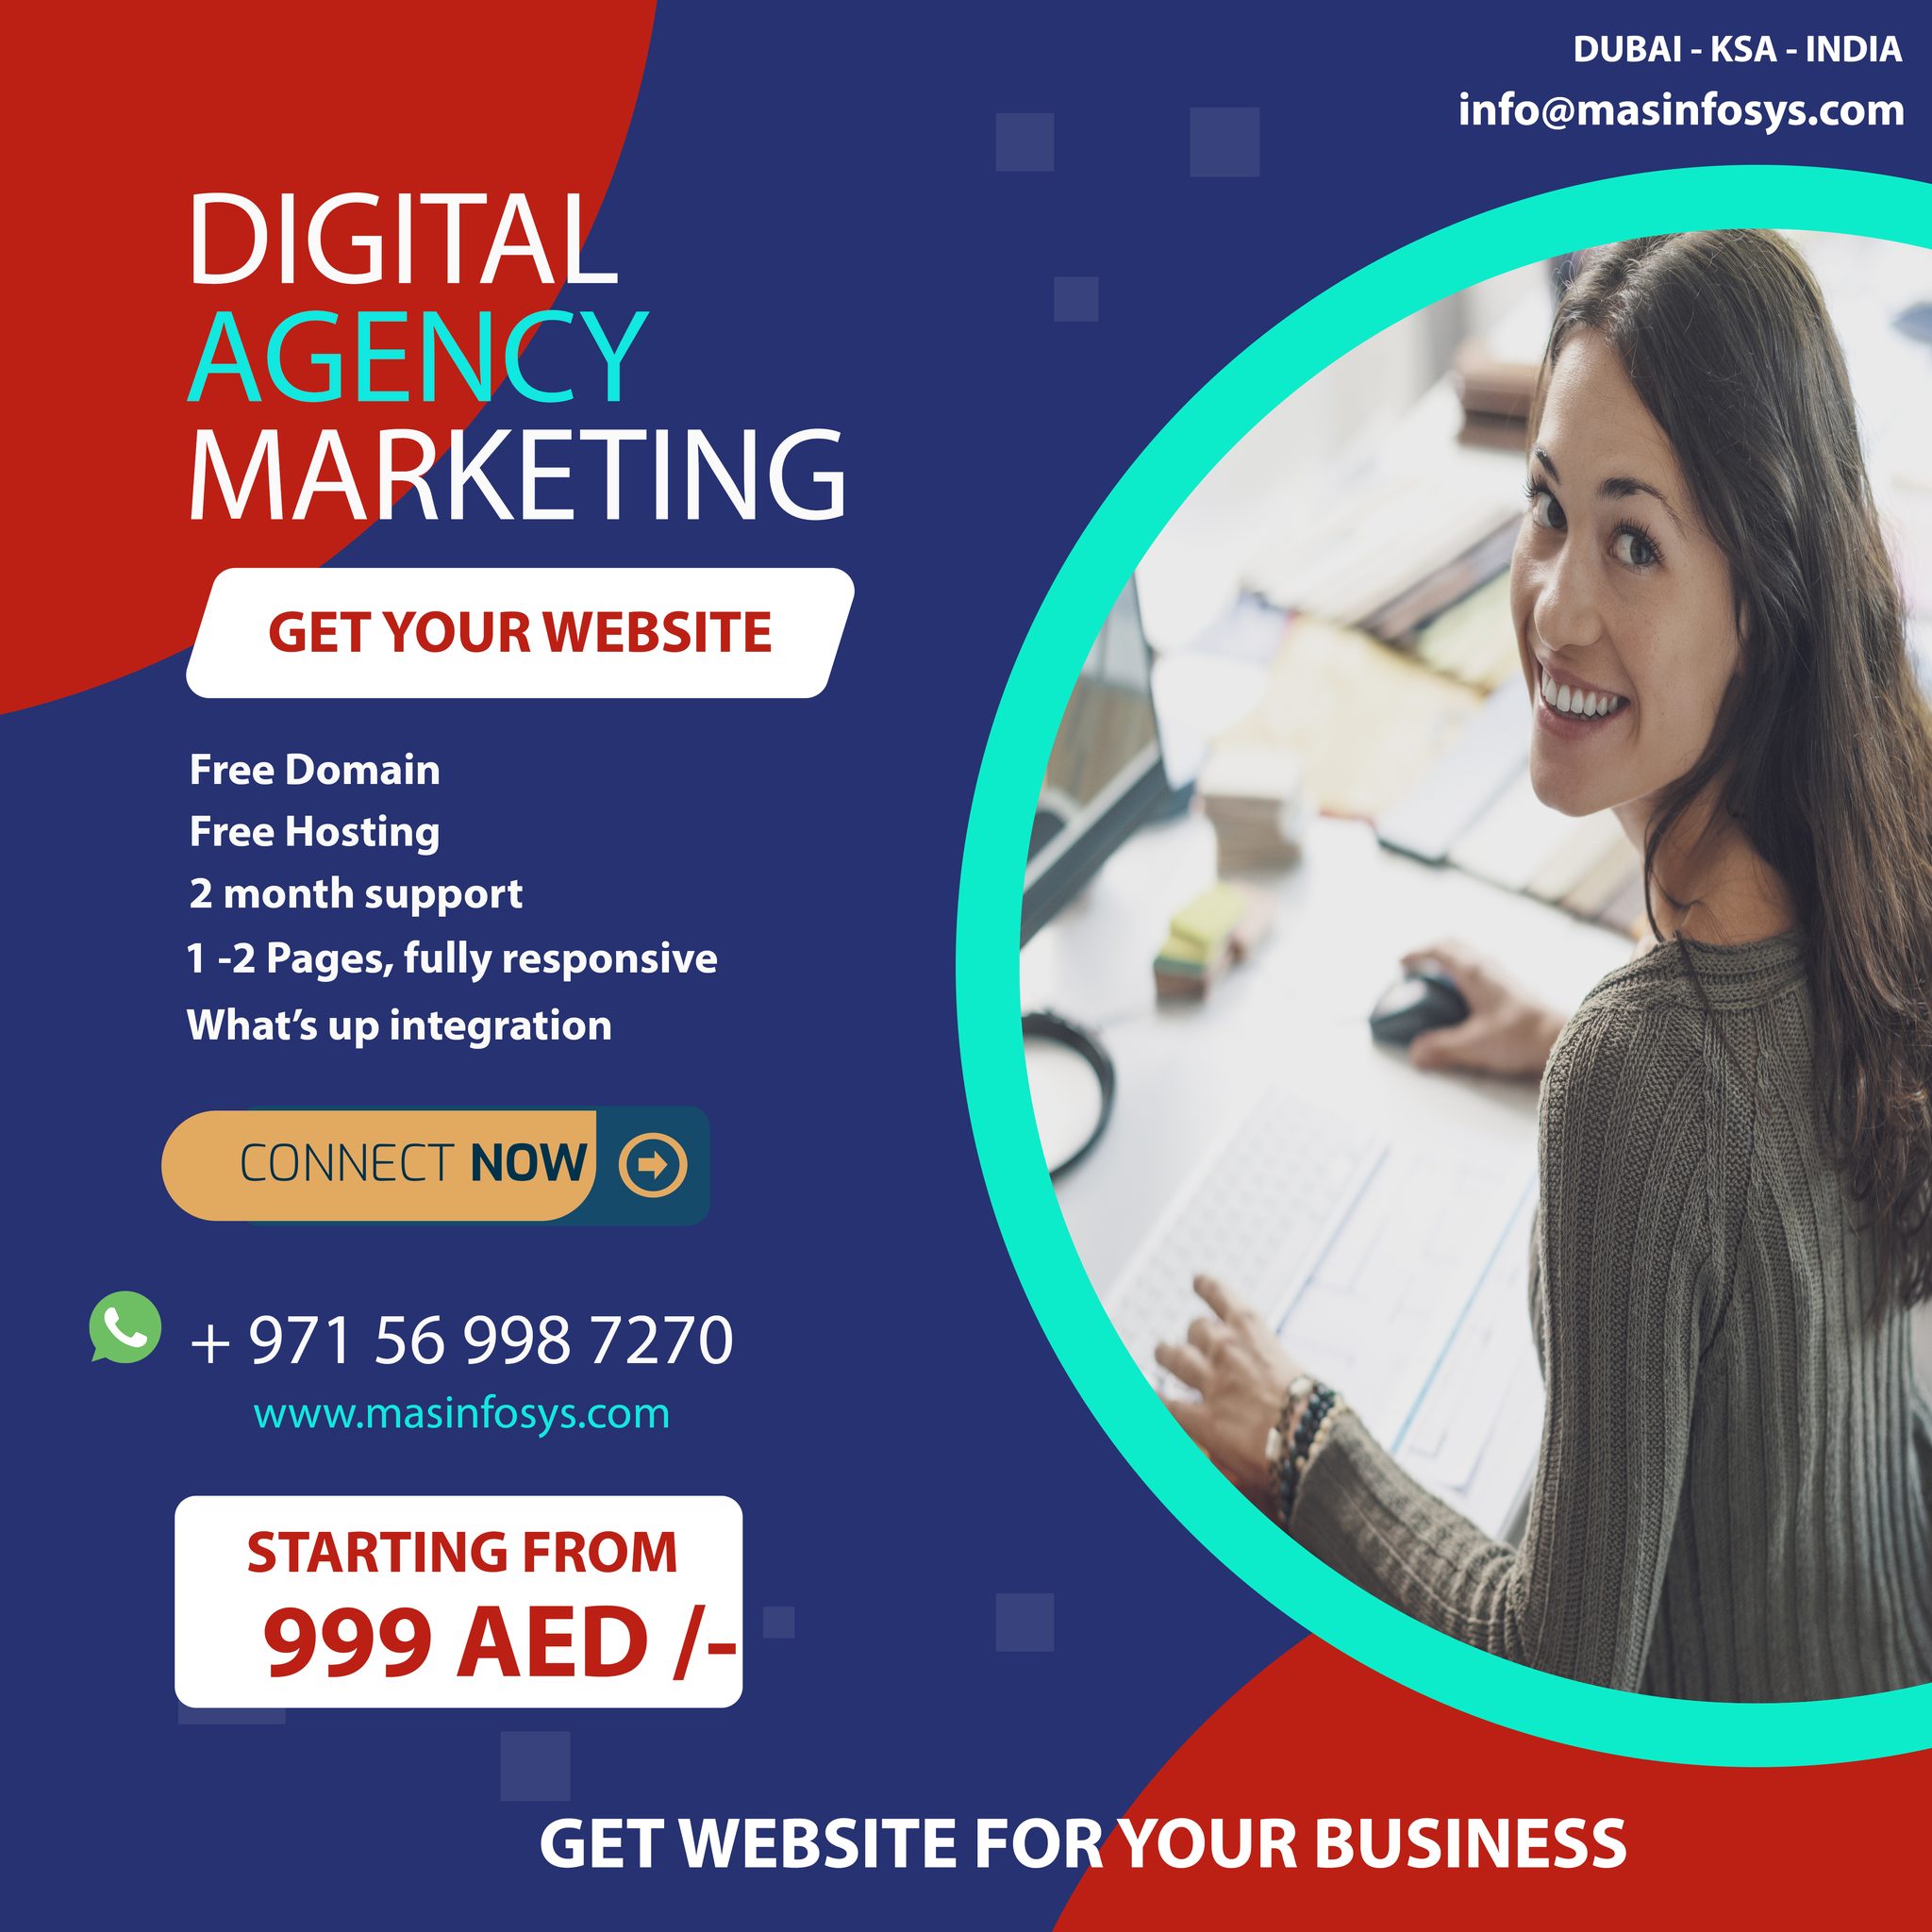 DUBAI - KSA - INDIA
info@masinfosys.com
DIGITAL
AGENCY
MARKETING
GET YOUR WEBSITE
Free Domain
Free Hosting
2 month support
1 -2 Pages, fully responsive
What’s up integration
CONNECT NOW
+ 971 56 998 7270
www.masinfosys.com
STARTING FROM
999 AED /-
GET WEBSITE FOR YOUR BUSINESS